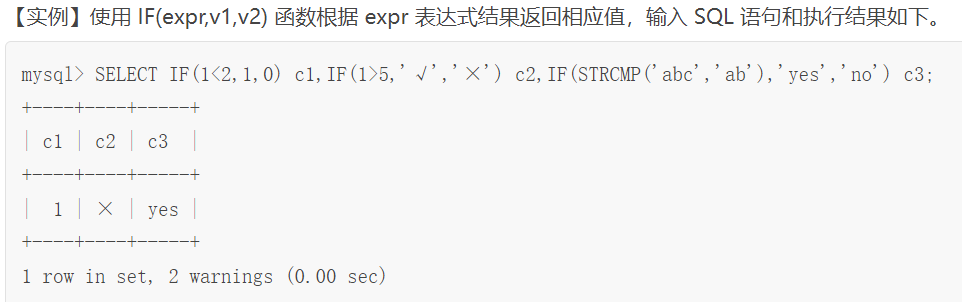 【实例】使用 IF(expr,v1,v2) 函数根据 expr 表达式结果返回相应值，输入 SQL 语句和执行结果如下。
mysql> SELECT IF(1<2,1,0) c1,IF(1>5,'√','×') c2,IF(STRCMP('abc','ab'),'yes','no') c3;
+----+----+-----+
| c1 | c2 | c3  |
+----+----+-----+
|  1 | × | yes |
+----+----+-----+
1 row in set, 2 warnings (0.00 sec)